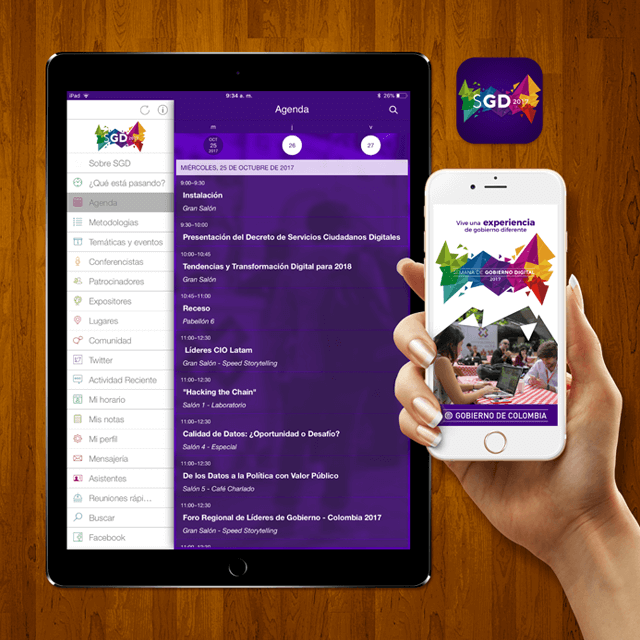 iPad
9:34 a. m.
26%
Agenda
SGD
m
j
v
OCT
25
2017
26
27
Sobre SGD
¿Qué está pasando?
Agenda
Metodologías
Temáticas y eventos
Conferencistas
Patrocinadores
Expositores
Lugares
Comunidad
Twitter
Actividad Reciente
Mi horario
Mis notas
Mi perfil
Mensajería
Asistentes
Reuniones rápi...
Buscar
Facebook
MIÉRCOLES, 25 DE OCTUBRE DE 2017
9:00–9:30
Instalación
Gran Salón
9:30–10:00
Presentación del Decreto de Servicios Ciudadanos Digitales
10:00–10:45
Tendencias y Transformación Digital para 2018
Gran Salón
10:45–11:00
Receso
Pabellón 6
11:00–12:30
Líderes CIO Latam
Gran Salón - Speed Storytelling
11:00–12:30
"Hacking the Chain"
Salón 1 - Laboratorio
11:00–12:30
Calidad de Datos: ¿Oportunidad o Desafío?
Salón 4 - Especial
11:00–12:30
De los Datos a la Política con Valor Público
Salón 5 - Café Charlado
11:00–12:30
Foro Regional de Líderes de Gobierno - Colombia 2017
Gran Salón - Speed Storytelling
SGD 2017
Vive una experiencia
de gobierno diferente
SEMANA DE GOBIERNO DIGITAL
2017
GOBIERNO DE COLOMBIA